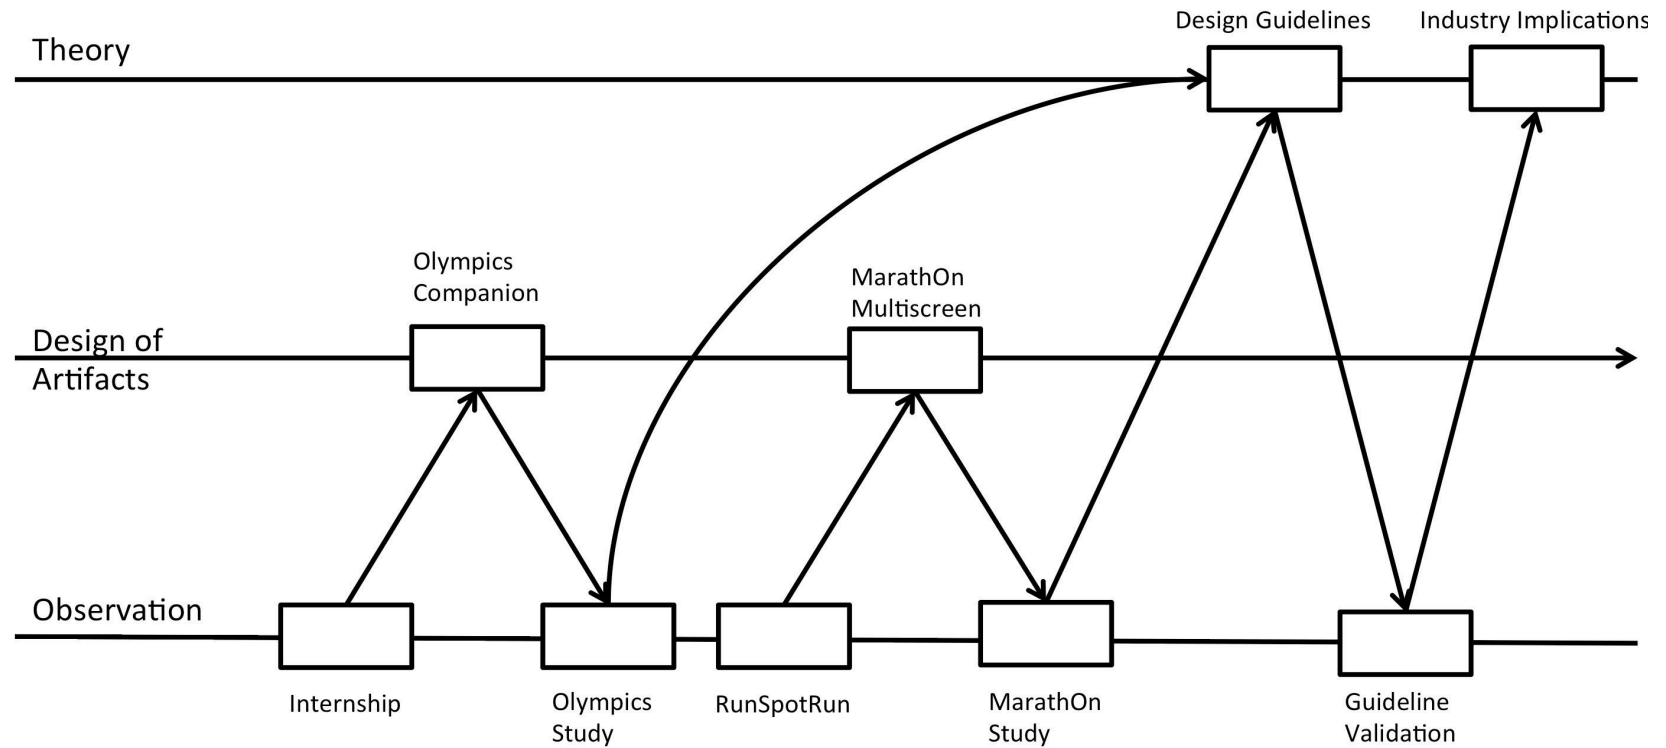 Design Guidelines
Industry Implications
Theory
Olympics
Companion
MarathOn
Multiscreen
Design of
Artifacts
Observation
Internship
Olympics
Study
RunSpotRun
MarathOn
Study
Guideline
Validation